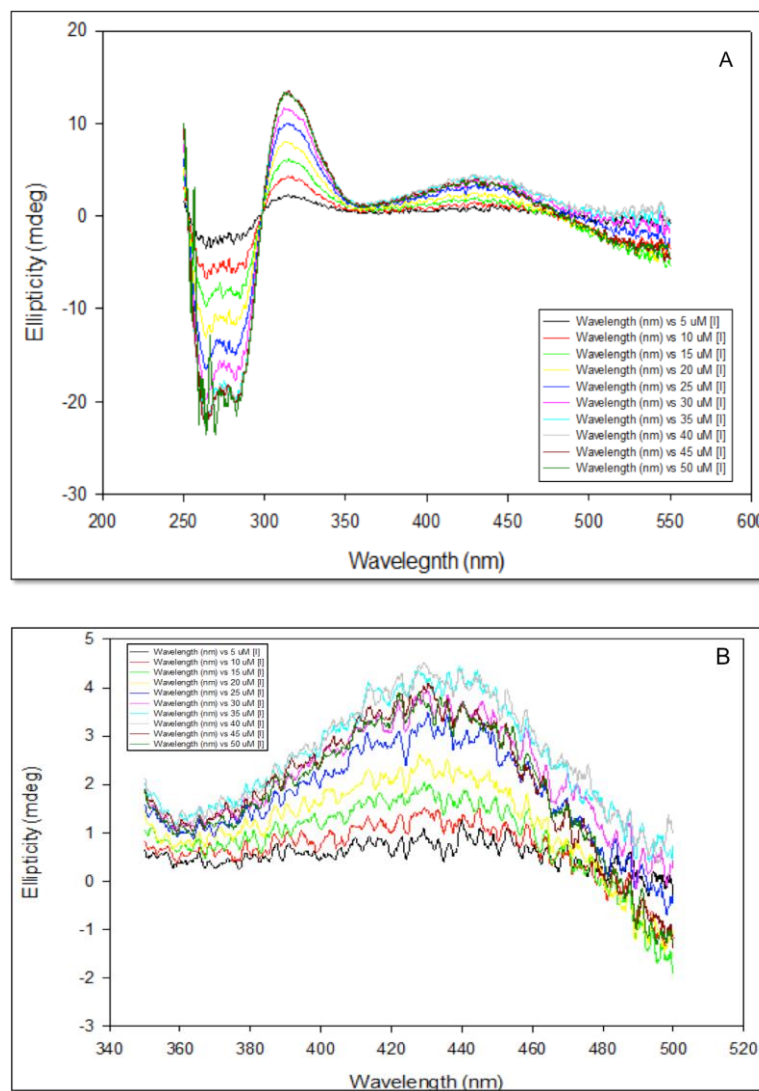 A
20
10
0
-10
-20
-30
Ellipticity (mdeg)
Wavelength (nm) vs 5 uM [I]
Wavelength (nm) vs 10 uM [I]
Wavelength (nm) vs 15 uM [I]
Wavelength (nm) vs 20 uM [I]
Wavelength (nm) vs 25 uM [I]
Wavelength (nm) vs 30 uM [I]
Wavelength (nm) vs 35 uM [I]
Wavelength (nm) vs 40 uM [I]
Wavelength (nm) vs 45 uM [I]
Wavelength (nm) vs 50 uM [I]
200 250 300 350 400 450 500 550 600
Wavelegnth (nm)
B
5
4
3
2
1
0
-1
-2
-3
Ellipticity (mdeg)
Wavelength (nm) vs 5 uM [I]
Wavelength (nm) vs 10 uM [I]
Wavelength (nm) vs 15 uM [I]
Wavelength (nm) vs 20 uM [I]
Wavelength (nm) vs 25 uM [I]
Wavelength (nm) vs 30 uM [I]
Wavelength (nm) vs 35 uM [I]
Wavelength (nm) vs 40 uM [I]
Wavelength (nm) vs 45 uM [I]
Wavelength (nm) vs 50 uM [I]
340 360 380 400 420 440 460 480 500 520
Wavelength (nm)